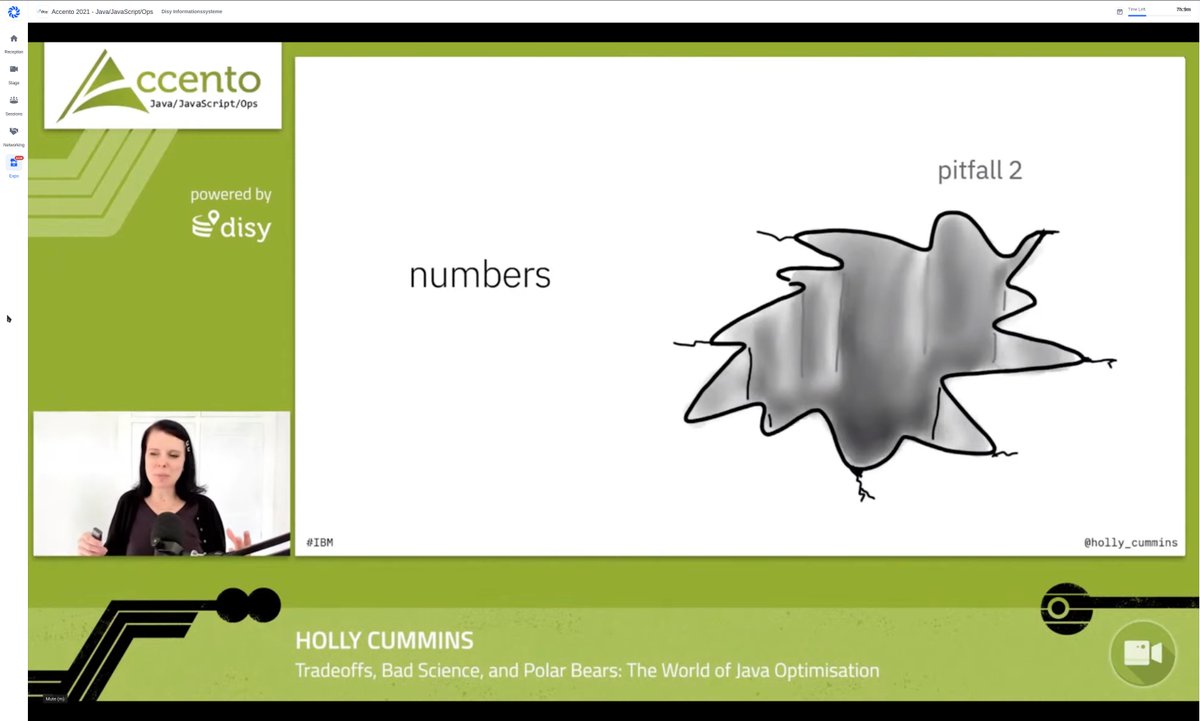 Accento 2021 - Java/JavaScript/Ops
Disy Informationssysteme
Time Left
7h:9m
Reception
Stage
Sessions
Networking
Expo
Accento
Java/JavaScript/Ops
powered by
disy
pitfall 2
numbers
#IBM
@holly_cummins
HOLLY CUMMINS
Tradeoffs, Bad Science, and Polar Bears: The World of Java Optimisation
Mute (m)